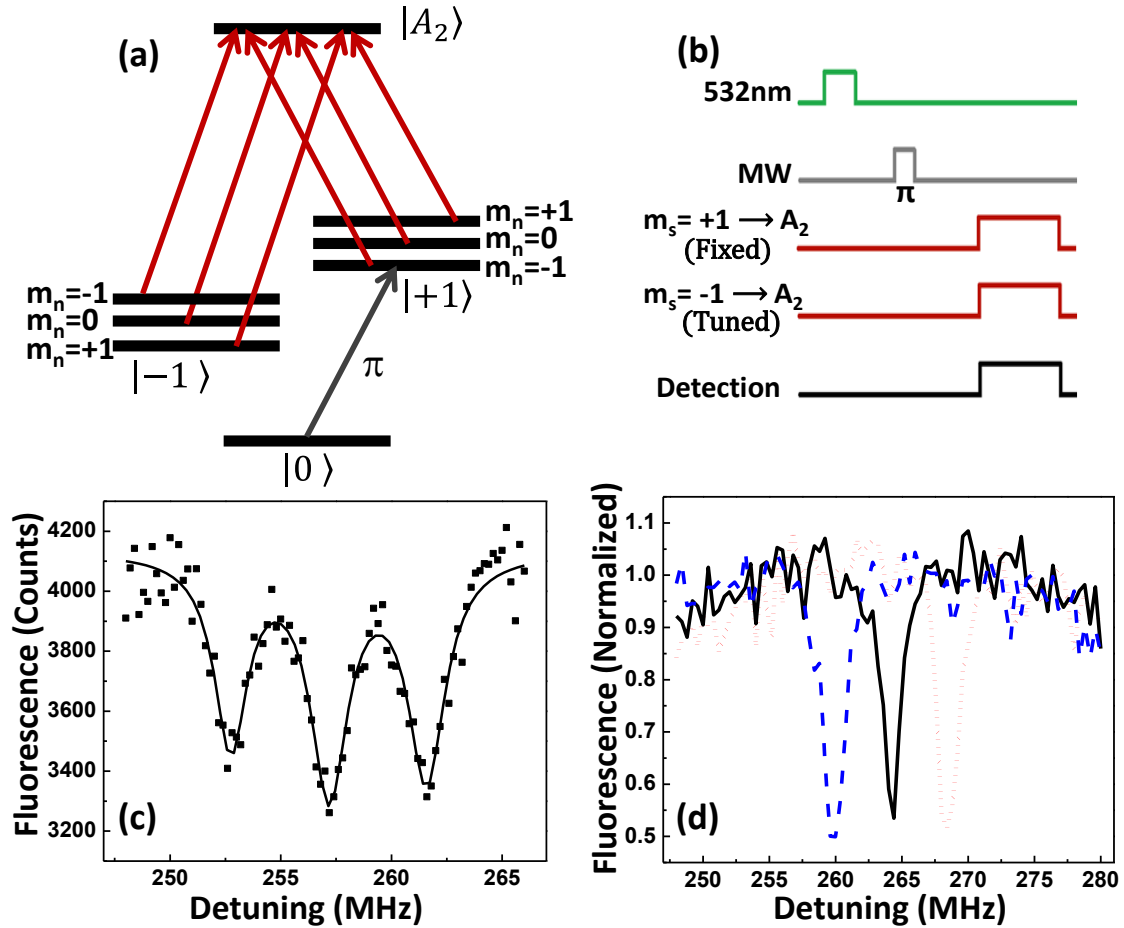 (a)
|A₂⟩
mₙ=+1
mₙ=0
mₙ=-1
|+1⟩
mₙ=-1
mₙ=0
mₙ=+1
|−1 ⟩
π
|0 ⟩
(b)
532nm
MW
π
mₛ= +1 → A₂
(Fixed)
mₛ= -1 → A₂
(Tuned)
Detection
Fluorescence (Counts)
4200
4000
3800
3600
3400
3200
(c)
250 255 260 265
Detuning (MHz)
Fluorescence (Normalized)
1.1
1.0
0.9
0.8
0.7
0.6
0.5
(d)
250 255 260 265 270 275 280
Detuning (MHz)